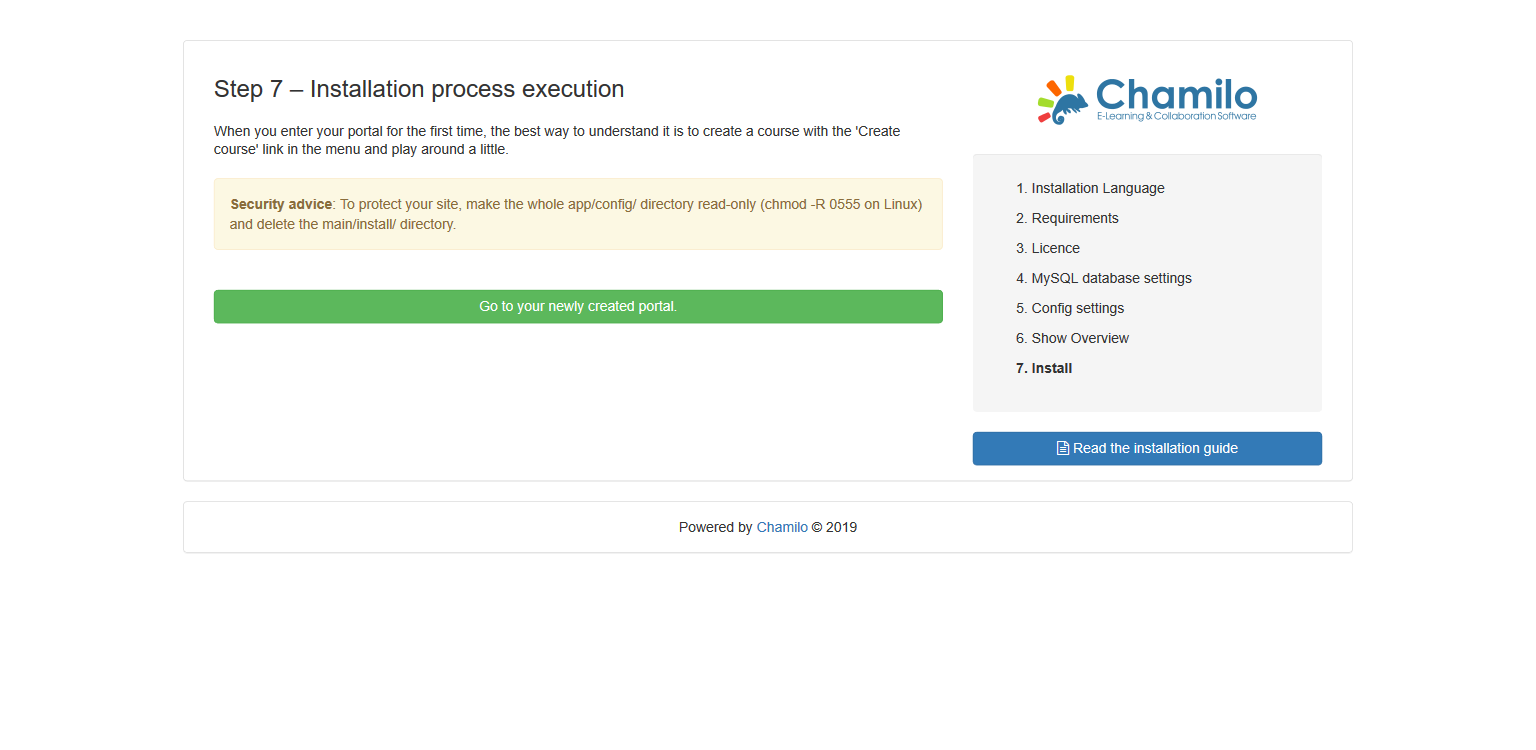 Step 7 – Installation process execution
When you enter your portal for the first time, the best way to understand it is to create a course with the 'Create
course' link in the menu and play around a little.
Security advice: To protect your site, make the whole app/config/ directory read-only (chmod -R 0555 on Linux)
and delete the main/install/ directory.
Go to your newly created portal.
Chamilo
E-Learning & Collaboration Software
1. Installation Language
2. Requirements
3. Licence
4. MySQL database settings
5. Config settings
6. Show Overview
7. Install
Read the installation guide
Powered by Chamilo © 2019